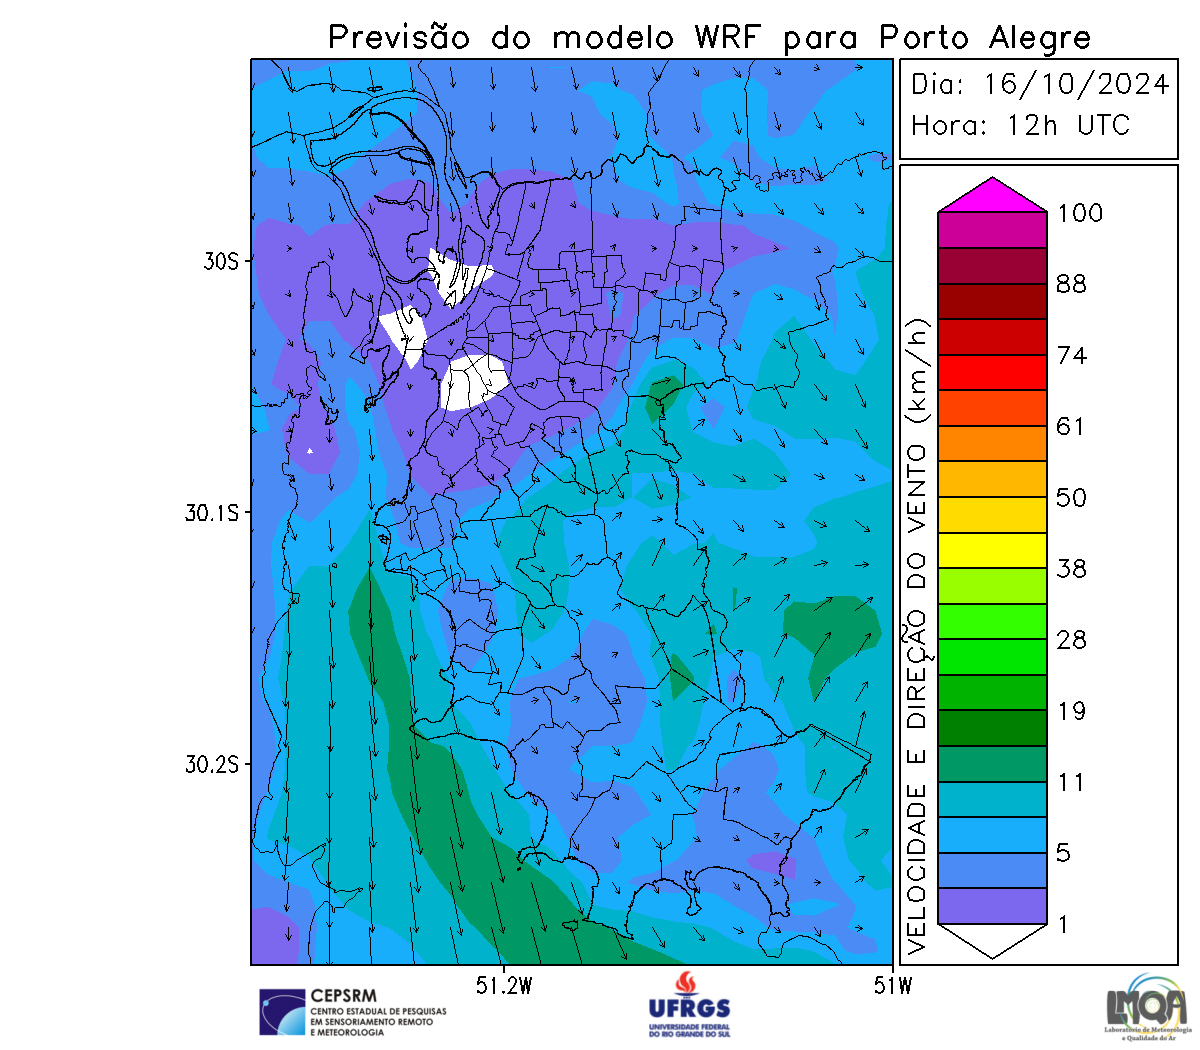 Previsão do modelo WRF para Porto Alegre
Dia: 16/10/2024
Hora: 12h UTC
30S
30.1S
30.2S
51.2W
51W
VELOCIDADE E DIREÇÃO DO VENTO (km/h)
100
88
74
61
50
38
28
19
11
5
1
CEPSRM
CENTRO ESTADUAL DE PESQUISAS
EM SENSORIAMENTO REMOTO
E METEOROLOGIA
UFRGS
UNIVERSIDADE FEDERAL
DO RIO GRANDE DO SUL
LMQA
Laboratório de Meteorologia
e Qualidade do Ar